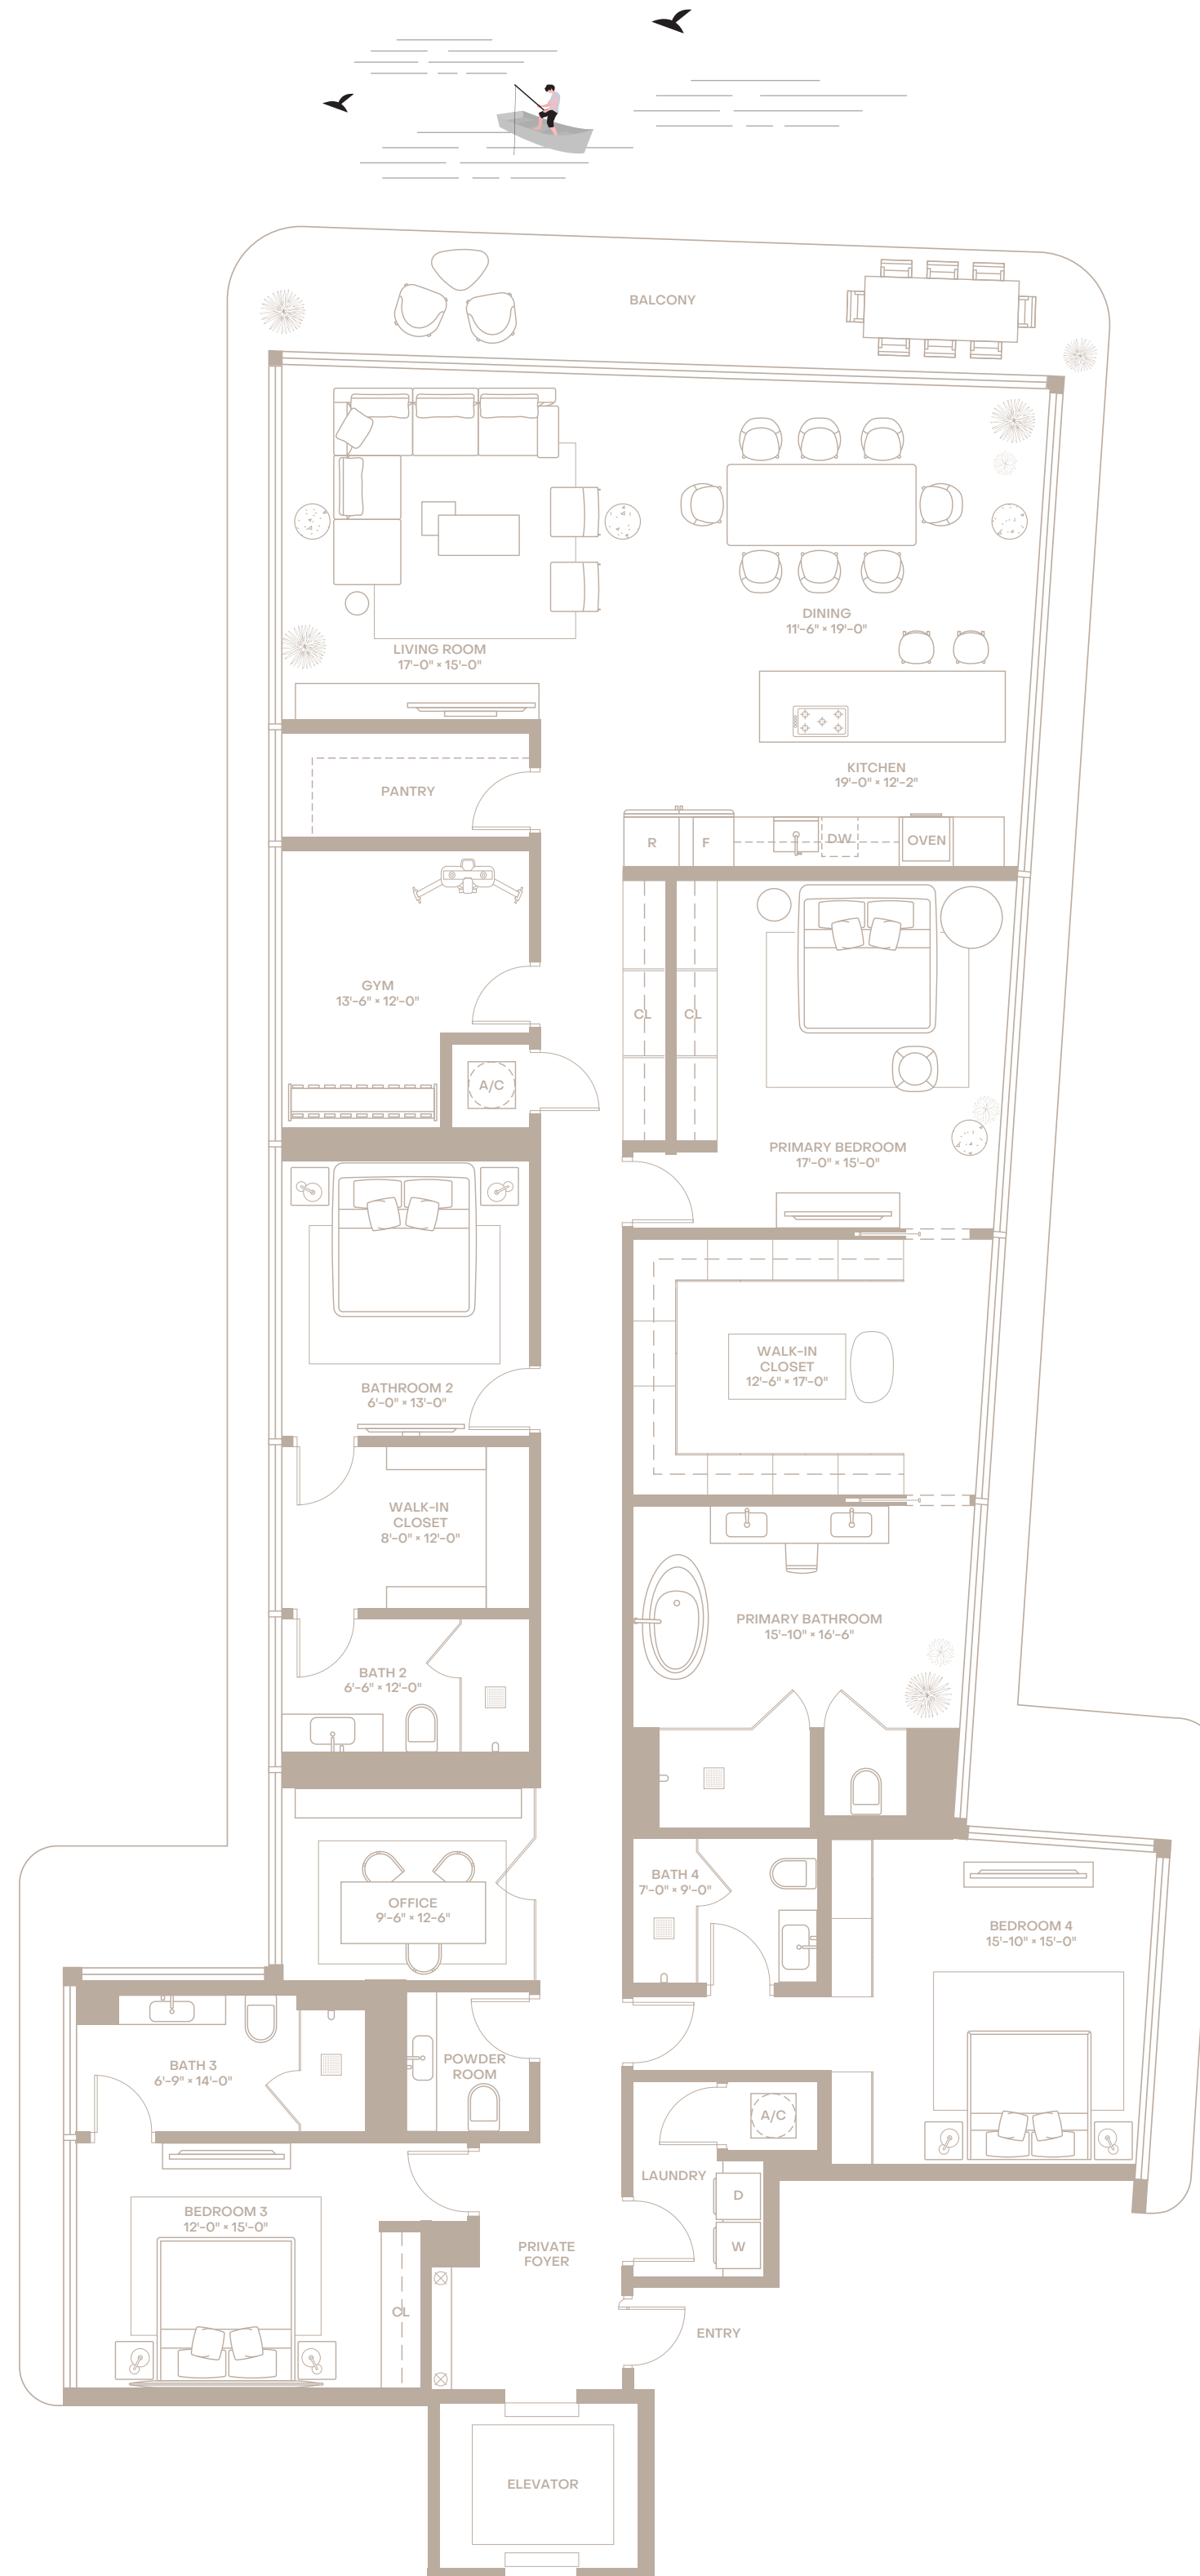 BALCONY
DINING
11'-6" × 19'-0"
LIVING ROOM
17'-0" × 15'-0"
KITCHEN
19'-0" × 12'-2"
PANTRY
R
F
DW
OVEN
GYM
13'-6" × 12'-0"
CL
CL
A/C
PRIMARY BEDROOM
17'-0" × 15'-0"
WALK-IN
CLOSET
12'-6" × 17'-0"
BATHROOM 2
6'-0" × 13'-0"
WALK-IN
CLOSET
8'-0" × 12'-0"
PRIMARY BATHROOM
15'-10" × 16'-6"
BATH 2
6'-6" × 12'-0"
BATH 4
7'-0" × 9'-0"
OFFICE
9'-6" × 12-6"
BEDROOM 4
15'-10" × 15'-0"
POWDER
ROOM
BATH 3
6'-9" × 14'-0"
A/C
LAUNDRY
D
W
BEDROOM 3
12'-0" × 15'-0"
PRIVATE
FOYER
CL
ENTRY
ELEVATOR